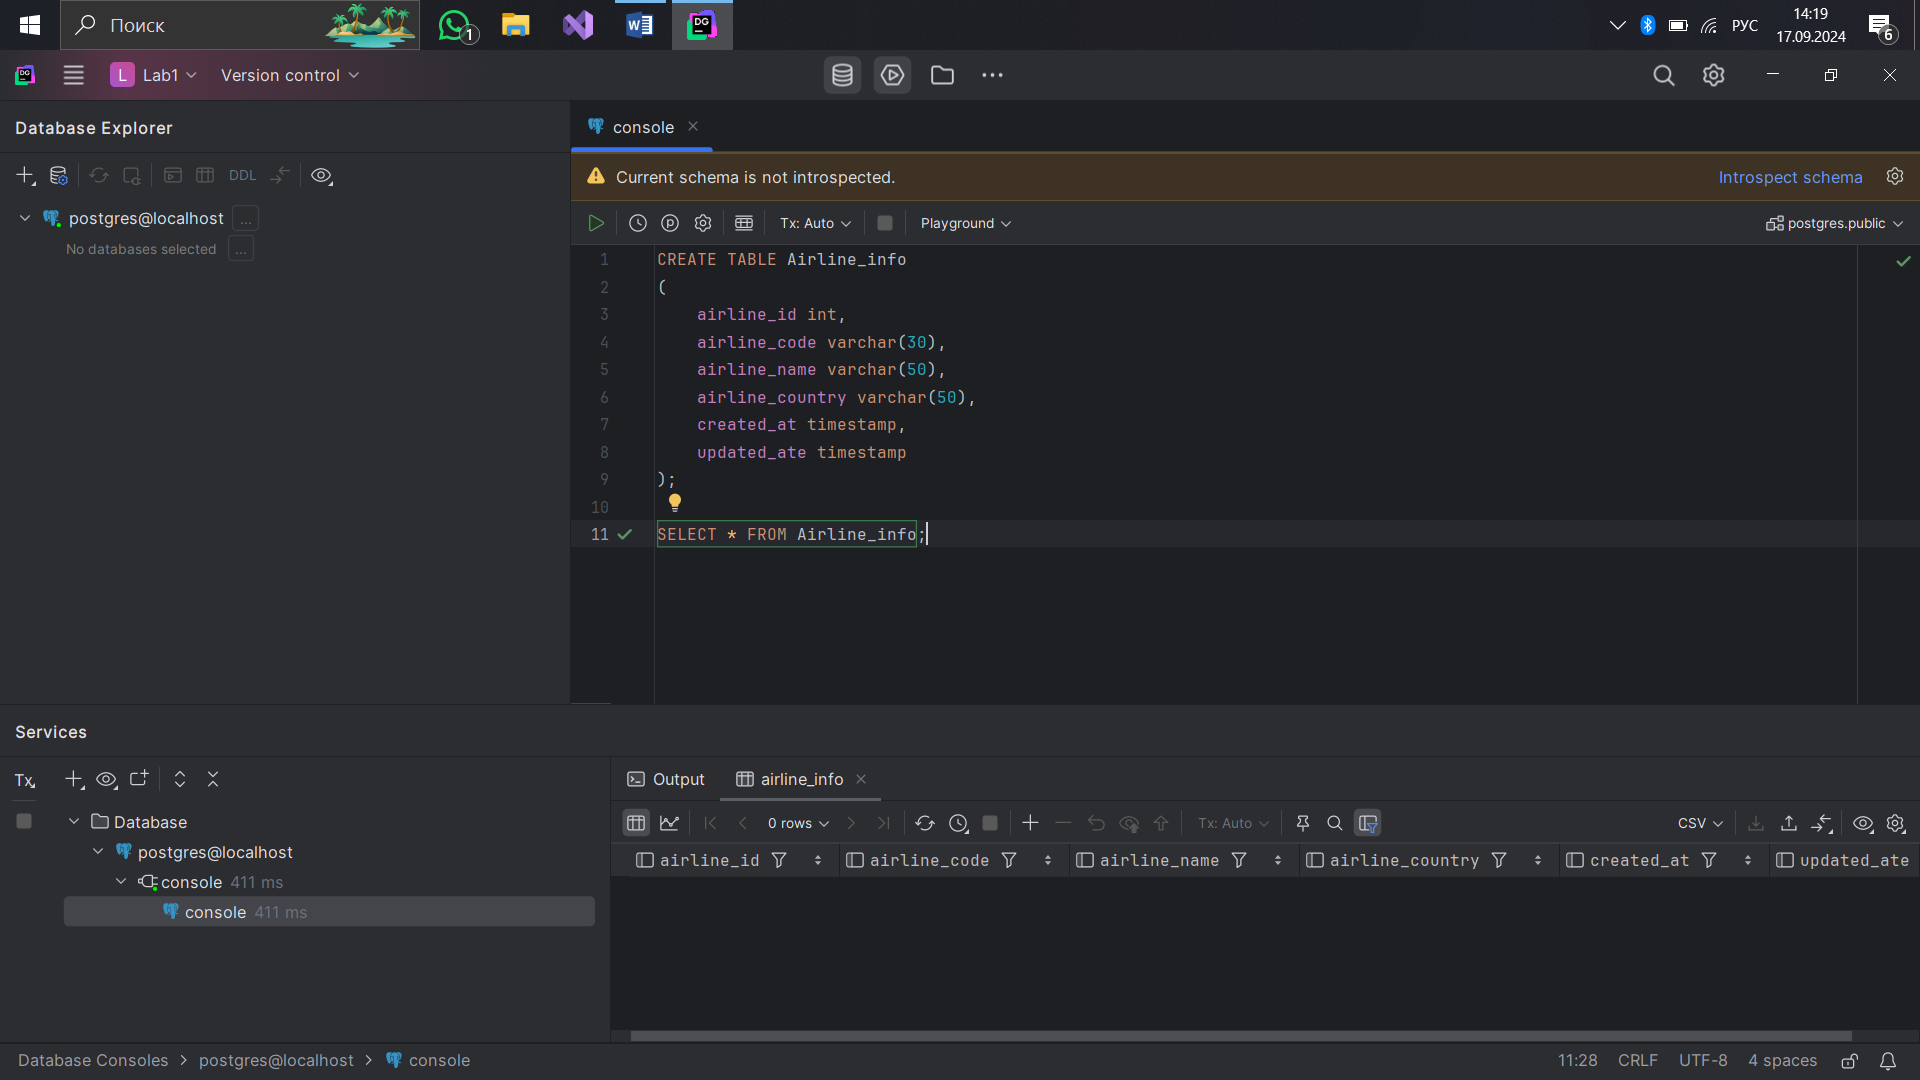 Поиск
1
DG
РУС
14:19
17.09.2024
6
DG
L Lab1
Version control
Database Explorer
DDL
postgres@localhost ...
No databases selected ...
console
Current schema is not introspected.
Introspect schema
Tx: Auto
Playground
postgres.public
1 CREATE TABLE Airline_info
2 (
3 airline_id int,
4 airline_code varchar(30),
5 airline_name varchar(50),
6 airline_country varchar(50),
7 created_at timestamp,
8 updated_ate timestamp
9 );
10
11 SELECT * FROM Airline_info;
Services
Tx
Database
postgres@localhost
console 411 ms
console 411 ms
Output
airline_info
0 rows
Tx: Auto
CSV
airline_id airline_code airline_name airline_country created_at updated_ate
Database Consoles > postgres@localhost > console
11:28 CRLF UTF-8 4 spaces